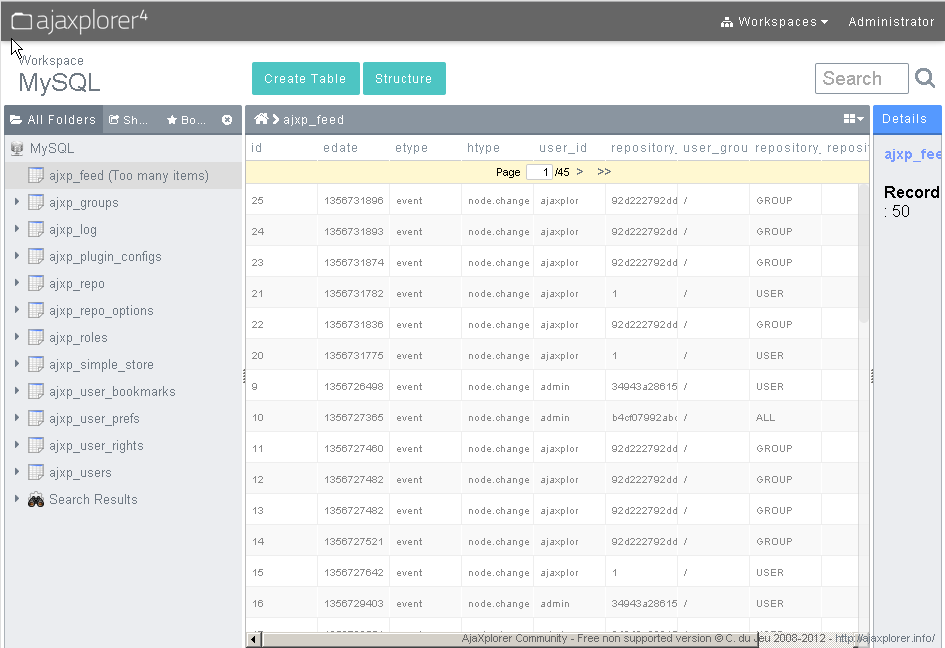 ajaxplorer4
Workspaces Administrator
Workspace
MySQL
Create Table Structure Search
All Folders Sh... Bo...
ajxp_feed
Details
MySQL
ajxp_feed (Too many items)
ajxp_groups
ajxp_log
ajxp_plugin_configs
ajxp_repo
ajxp_repo_options
ajxp_roles
ajxp_simple_store
ajxp_user_bookmarks
ajxp_user_prefs
ajxp_user_rights
ajxp_users
Search Results
id edate etype htype user_id repository_ user_grou repository_ reposit
Page 1 /45 > >>
25 1356731896 event node.change ajaxplor 92d222792dd / GROUP
24 1356731893 event node.change ajaxplor 92d222792dd / GROUP
23 1356731874 event node.change ajaxplor 92d222792dd / GROUP
21 1356731782 event node.change ajaxplor 1 / USER
22 1356731836 event node.change ajaxplor 92d222792dd / GROUP
20 1356731775 event node.change ajaxplor 1 / USER
9 1356726498 event node.change admin 34943a28615 / USER
10 1356727365 event node.change admin b4cf07992abc / ALL
11 1356727460 event node.change ajaxplor 92d222792dd / GROUP
12 1356727482 event node.change ajaxplor 92d222792dd / GROUP
13 1356727482 event node.change ajaxplor 92d222792dd / GROUP
14 1356727521 event node.change ajaxplor 92d222792dd / GROUP
15 1356727642 event node.change ajaxplor 1 / USER
16 1356729403 event node.change admin 34943a28615 / USER
ajxp_fee
Record
: 50
AjaXplorer Community - Free non supported version © C. du Jeu 2008-2012 - http://ajaxplorer.info/